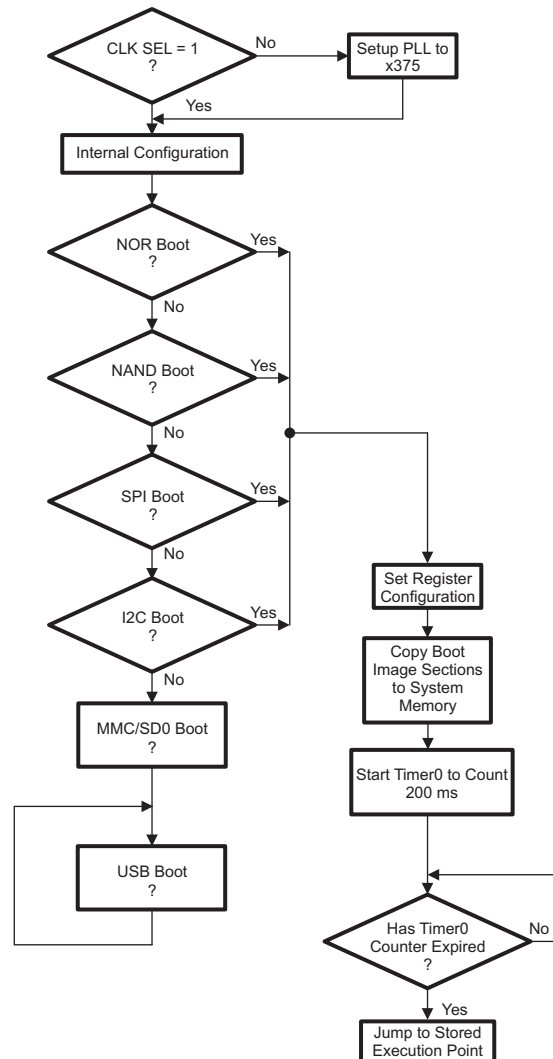 CLK SEL = 1
?
No
Setup PLL to
x375
Yes
Internal Configuration
NOR Boot
?
Yes
No
NAND Boot
?
Yes
No
SPI Boot
?
Yes
No
I2C Boot
?
Yes
No
MMC/SD0 Boot
?
USB Boot
?
Set Register
Configuration
Copy Boot
Image Sections
to System
Memory
Start Timer0 to Count
200 ms
Has Timer0
Counter Expired
?
No
Yes
Jump to Stored
Execution Point